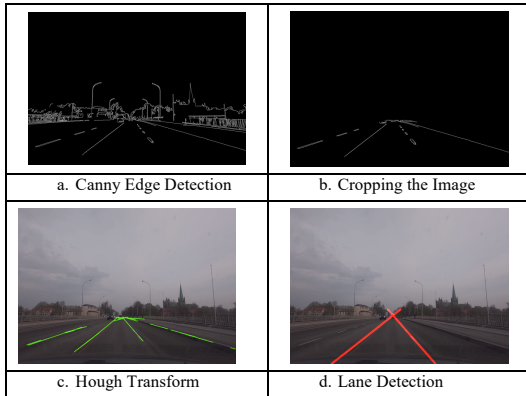 a. Canny Edge Detection
b. Cropping the Image
c. Hough Transform
d. Lane Detection